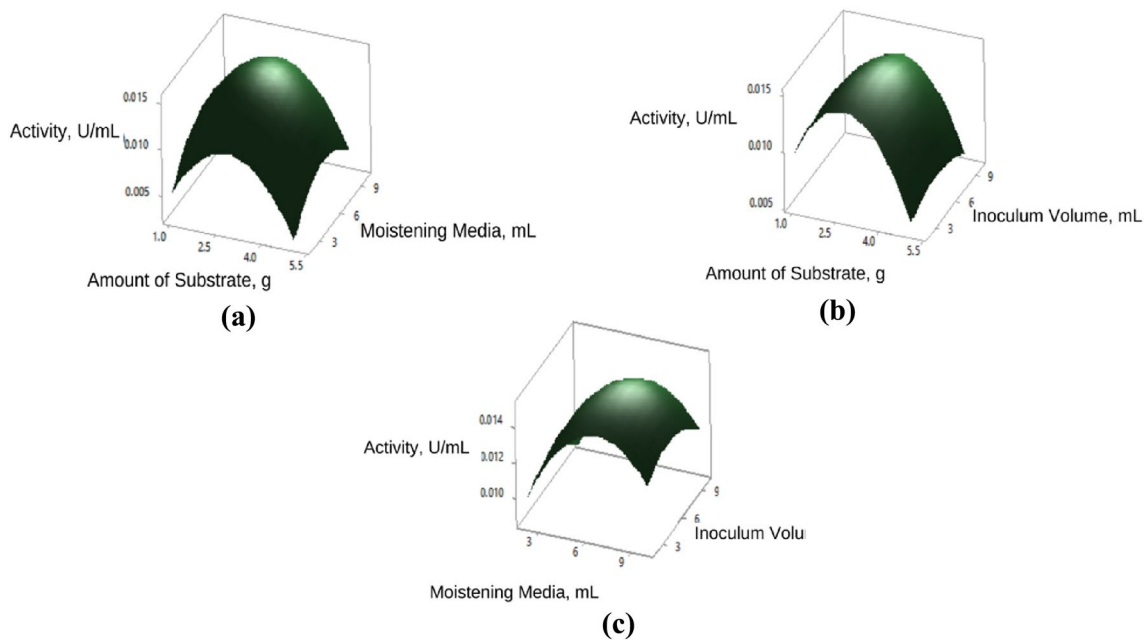 0.015
Activity, U/mL
0.010
0.005
1.0
2.5
4.0
5.5
3
6
9
Moistening Media, mL
Amount of Substrate, g
(a)
0.015
Activity, U/mL
0.010
0.005
1.0
2.5
4.0
5.5
3
6
9
Inoculum Volume, mL
Amount of Substrate, g
(b)
0.014
Activity, U/mL
0.012
0.010
3
6
9
3
6
9
Inoculum Volu
Moistening Media, mL
(c)